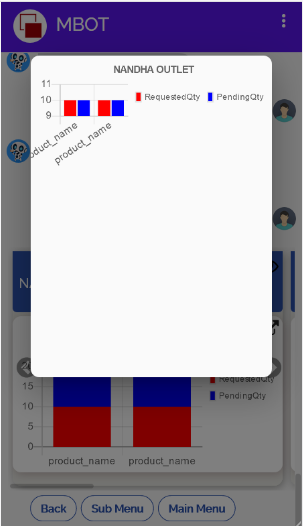 MBOT
NANDHA OUTLET
11
10
9
RequestedQty
PendingQty
product_name
product_name
NA
15
10
5
0
RequestedQty
PendingQty
product_name
product_name
Back
Sub Menu
Main Menu